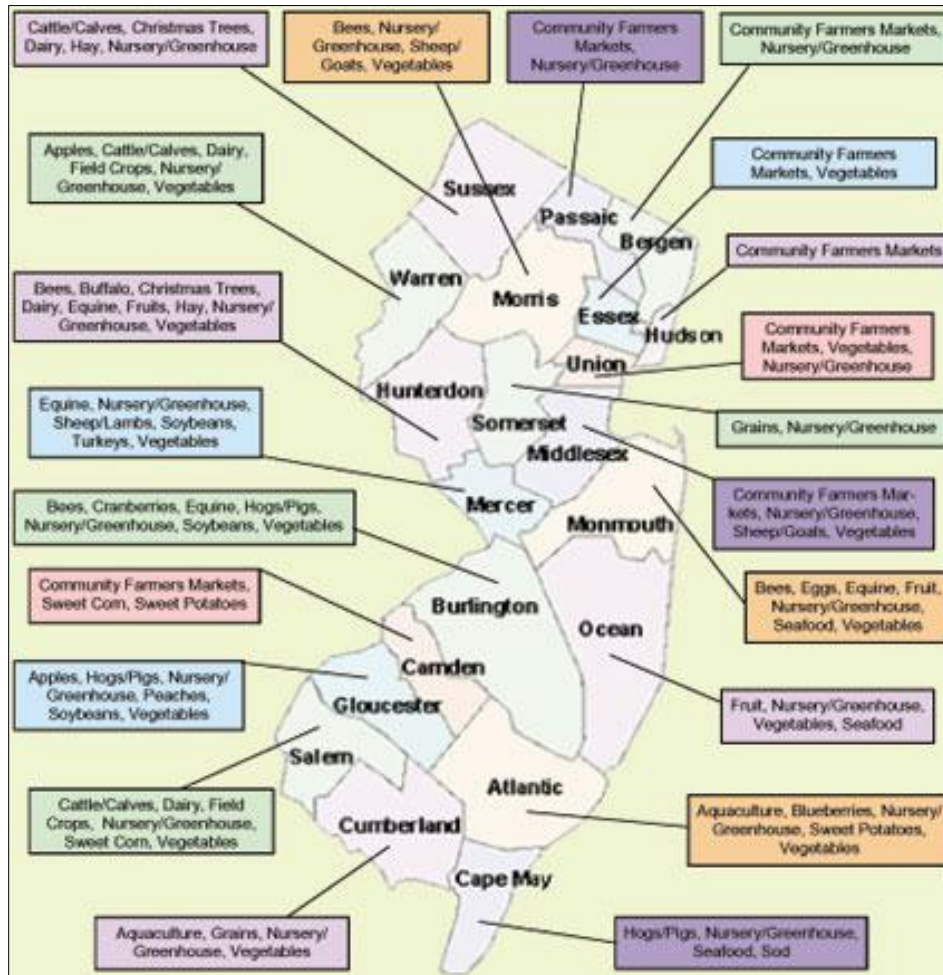 Cattle/Calves, Christmas Trees,
Dairy, Hay, Nursery/Greenhouse
Bees, Nursery/
Greenhouse, Sheep/
Goats, Vegetables
Community Farmers
Markets,
Nursery/Greenhouse
Community Farmers Markets,
Nursery/Greenhouse
Apples, Cattle/Calves, Dairy,
Field Crops, Nursery/
Greenhouse, Vegetables
Community Farmers
Markets, Vegetables
Sussex
Passaic
Bergen
Community Farmers Markets
Warren
Morris
Essex
Hudson
Bees, Buffalo, Christmas Trees,
Dairy, Equine, Fruits, Hay, Nursery/
Greenhouse, Vegetables
Community Farmers
Markets, Vegetables,
Nursery/Greenhouse
Union
Hunterdon
Somerset
Equine, Nursery/Greenhouse,
Sheep/Lambs, Soybeans,
Turkeys, Vegetables
Grains, Nursery/Greenhouse
Middlesex
Mercer
Monmouth
Bees, Cranberries, Equine, Hogs/Pigs,
Nursery/Greenhouse, Soybeans, Vegetables
Community Farmers Mar-
kets, Nursery/Greenhouse,
Sheep/Goats, Vegetables
Community Farmers Markets,
Sweet Corn, Sweet Potatoes
Burlington
Ocean
Bees, Eggs, Equine, Fruit,
Nursery/Greenhouse,
Seafood, Vegetables
Camden
Apples, Hogs/Pigs, Nursery/
Greenhouse, Peaches,
Soybeans, Vegetables
Gloucester
Fruit, Nursery/Greenhouse,
Vegetables, Seafood
Salem
Atlantic
Cattle/Calves, Dairy, Field
Crops, Nursery/Greenhouse,
Sweet Corn, Vegetables
Cumberland
Aquaculture, Blueberries, Nursery/
Greenhouse, Sweet Potatoes,
Vegetables
Cape May
Aquaculture, Grains, Nursery/
Greenhouse, Vegetables
Hogs/Pigs, Nursery/Greenhouse,
Seafood, Sod